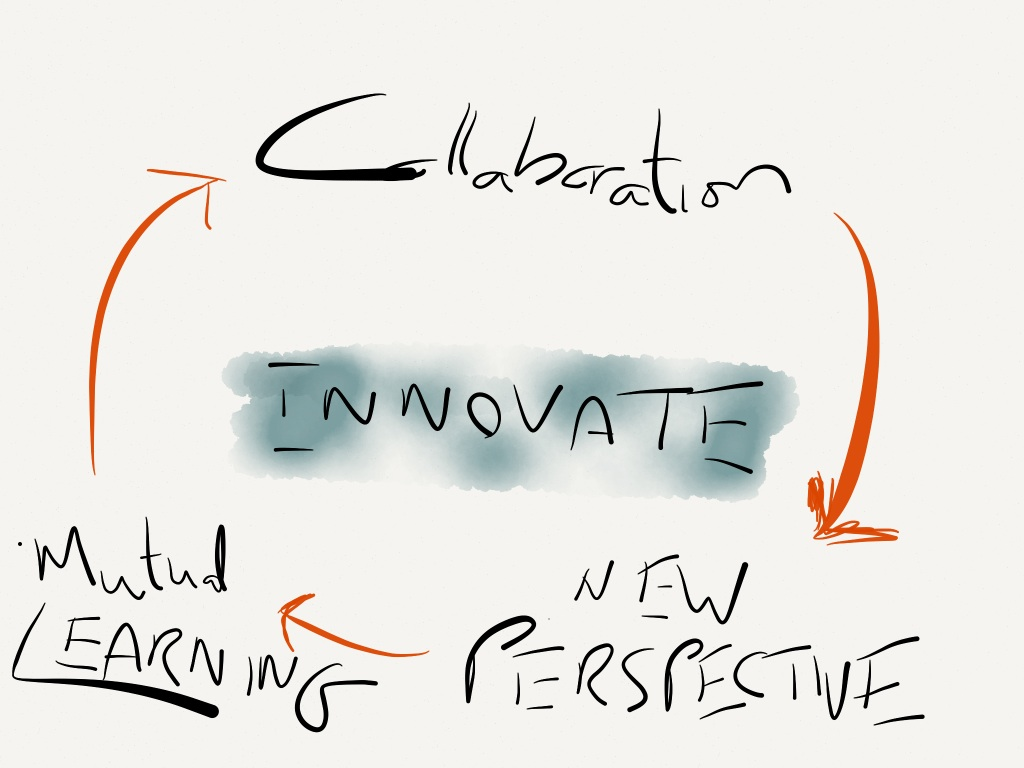 Collaboration
INNOVATE
Mutual
LEARNING
NEW
PERSPECTIVE